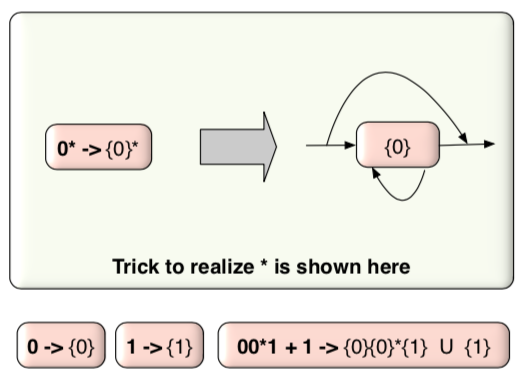 0* -> {0}*
{0}
Trick to realize * is shown here
0 -> {0}
1 -> {1}
00*1 + 1 -> {0}{0}*{1} U {1}